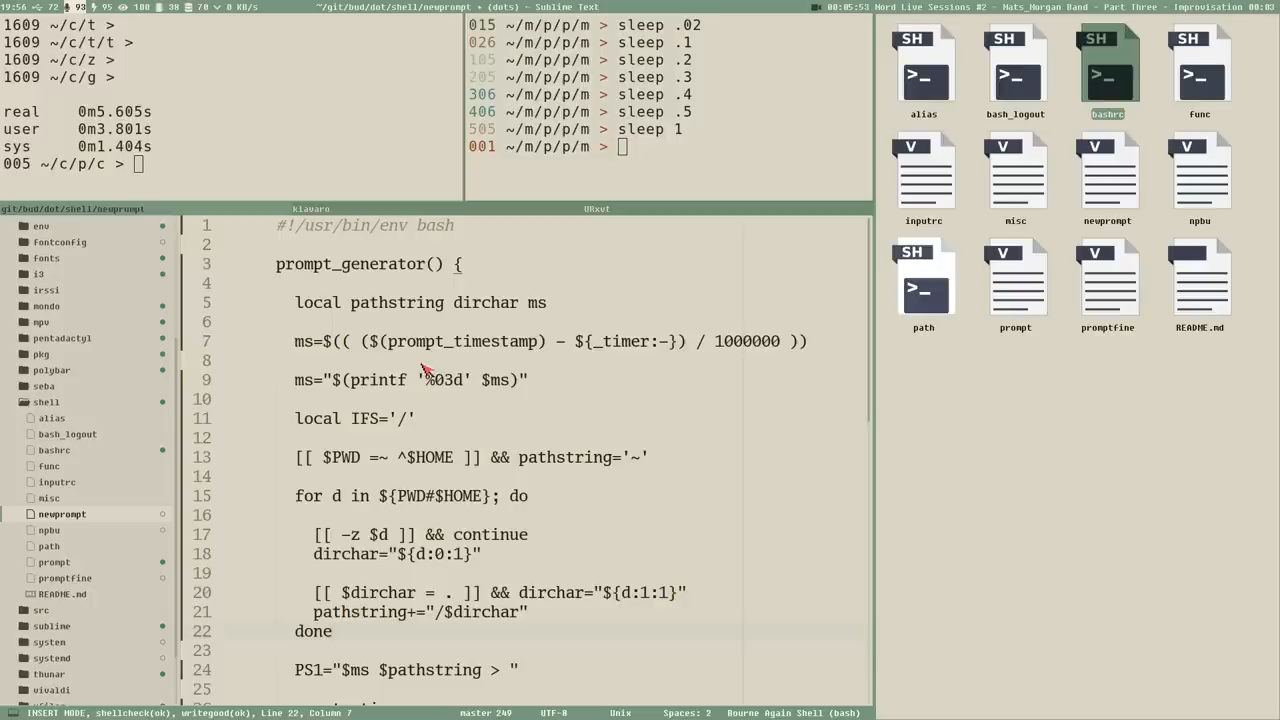 19:56 72 93 95 100 38 70 0 KB/s
~/git/bud/dot/shell/newprompt • (dots) - Sublime Text
00:05:53 Nord Live Sessions #2 - Mats_Morgan Band - Part Three - Improvisation 00:03
1609 ~/c/t >
1609 ~/c/t/t >
1609 ~/c/z >
1609 ~/c/g >
real 0m5.605s
user 0m3.801s
sys 0m1.404s
005 ~/c/p/c >
015 ~/m/p/p/m > sleep .02
026 ~/m/p/p/m > sleep .1
105 ~/m/p/p/m > sleep .2
205 ~/m/p/p/m > sleep .3
306 ~/m/p/p/m > sleep .4
406 ~/m/p/p/m > sleep .5
505 ~/m/p/p/m > sleep 1
001 ~/m/p/p/m >
git/bud/dot/shell/newprompt klavaro URxvt
env
fontconfig
fonts
i3
irssi
mondo
mpv
pentadactyl
pkg
polybar
seba
shell
alias
bash_logout
bashrc
func
inputrc
misc
newprompt
npbu
path
prompt
promptfine
README.md
src
sublime
system
systemd
thunar
vivaldi
1 #!/usr/bin/env bash
2
3 prompt_generator() {
4
5 local pathstring dirchar ms
6
7 ms=$(( ($(prompt_timestamp) - ${_timer:-}) / 1000000 ))
8
9 ms="$(printf '%03d' $ms)"
10
11 local IFS='/'
12
13 [[ $PWD =~ ^$HOME ]] && pathstring='~'
14
15 for d in ${PWD#$HOME}; do
16
17 [[ -z $d ]] && continue
18 dirchar="${d:0:1}"
19
20 [[ $dirchar = . ]] && dirchar="${d:1:1}"
21 pathstring+="/$dirchar"
22 done
23
24 PS1="$ms $pathstring > "
25
INSERT MODE, shellcheck(ok), writegood(ok), Line 22, Column 7 master 249 UTF-8 Unix Spaces: 2 Bourne Again Shell (bash)
SH SH SH SH
>_ >_ >_ >_
alias bash_logout bashrc func
V V V V
inputrc misc newprompt npbu
SH V V
>_
path prompt promptfine README.md